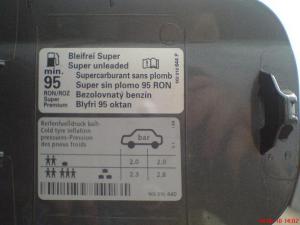 Bleifrei Super
Super unleaded
Supercarburant sans plomb
Super sin plomo 95 RON
Bezolovnatý benzin
Blyfri 95 oktan
min.
95
RON/ROZ
Super
Premium
Reifenfülldruck kalt-
Cold tyre inflation
pressures-Pression
des pneus froids
bar
2.0 2.0
2.3 2.8